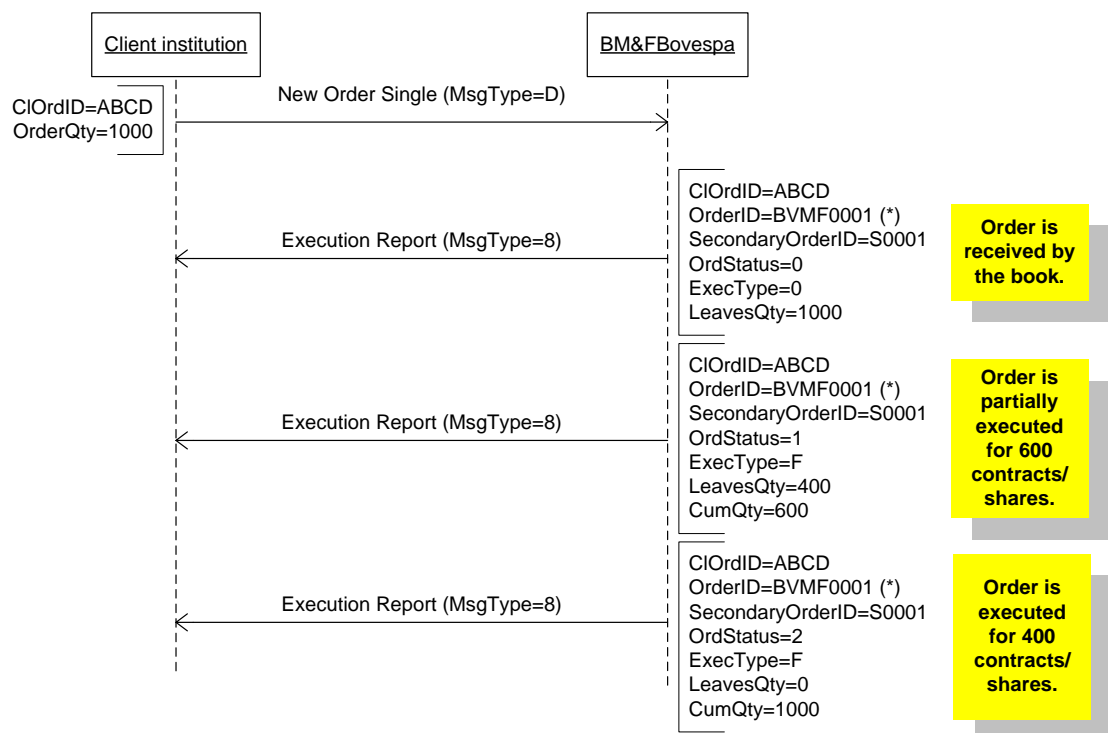 Client institution
BM&FBovespa
New Order Single (MsgType=D)
ClOrdID=ABCD
OrderQty=1000
ClOrdID=ABCD
OrderID=BVMF0001 (*)
SecondaryOrderID=S0001
OrdStatus=0
ExecType=0
LeavesQty=1000
Execution Report (MsgType=8)
Order is
received by
the book.
ClOrdID=ABCD
OrderID=BVMF0001 (*)
SecondaryOrderID=S0001
OrdStatus=1
ExecType=F
LeavesQty=400
CumQty=600
Execution Report (MsgType=8)
Order is
partially
executed
for 600
contracts/
shares.
ClOrdID=ABCD
OrderID=BVMF0001 (*)
SecondaryOrderID=S0001
OrdStatus=2
ExecType=F
LeavesQty=0
CumQty=1000
Execution Report (MsgType=8)
Order is
executed
for 400
contracts/
shares.